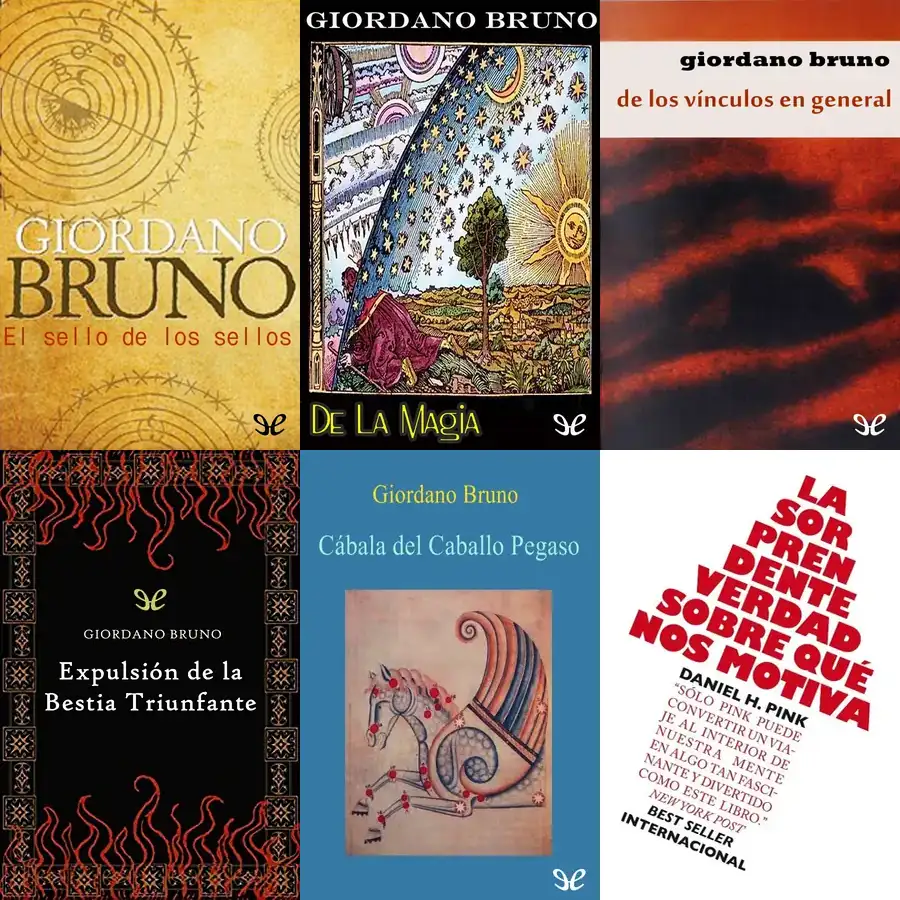 GIORDANO
BRUNO
El sello de los sellos
GIORDANO BRUNO
De La Magia
giordano bruno
de los vínculos en general
GIORDANO BRUNO
Expulsión de la
Bestia Triunfante
Giordano Bruno
Cábala del Caballo Pegaso
LA
SOR
PREN
DENTE
VERDAD
SOBRE QUÉ
NOS MOTIVA
DANIEL H. PINK
"SÓLO PINK PUEDE
CONVERTIR UN VIA-
JE AL INTERIOR DE
NUESTRA MENTE
EN ALGO TAN FASCI-
NANTE Y DIVERTIDO
COMO ESTE LIBRO."
NEW YORK POST
BEST SELLER
INTERNACIONAL